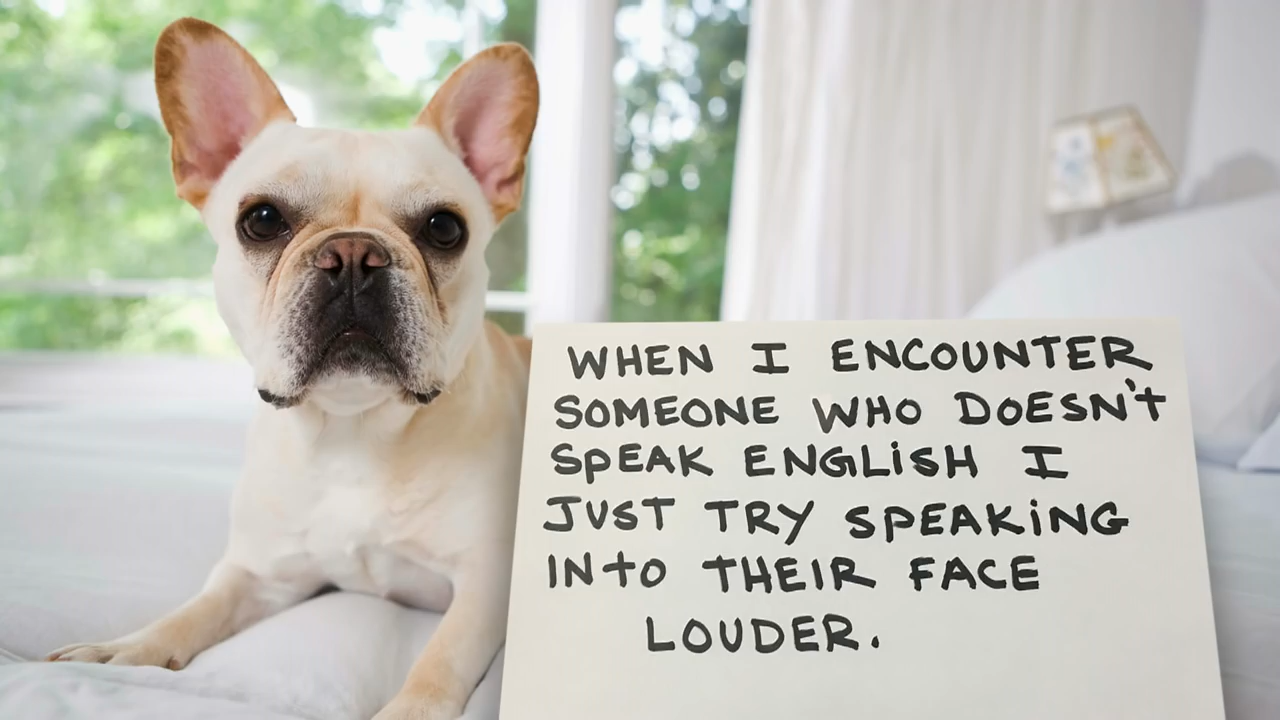 WHEN I ENCOUNTER
SOMEONE WHO DOESN't
SPEAK ENGLiSH I
JUST TRY SPEAKiNG
INtO THEIR FACE
LOUDER.